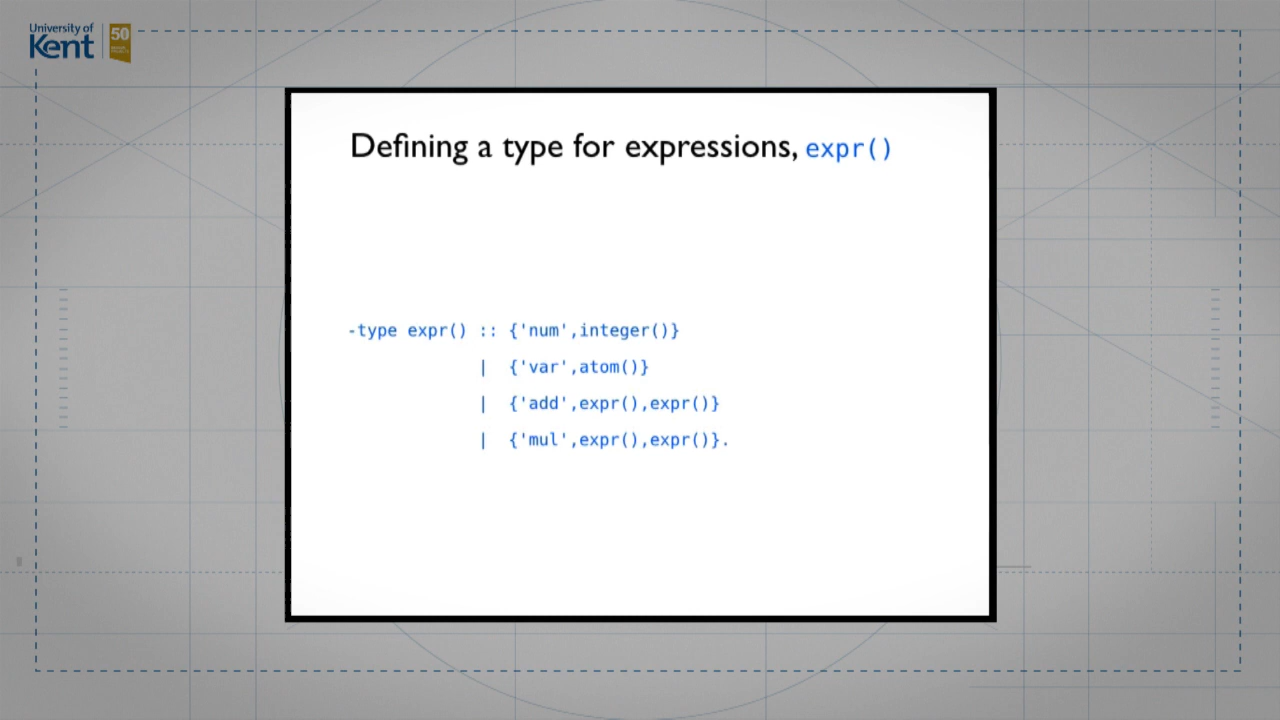 University of
Kent
50
Defining a type for expressions, expr()
-type expr() :: {'num',integer()}
| {'var',atom()}
| {'add',expr(),expr()}
| {'mul',expr(),expr()}.